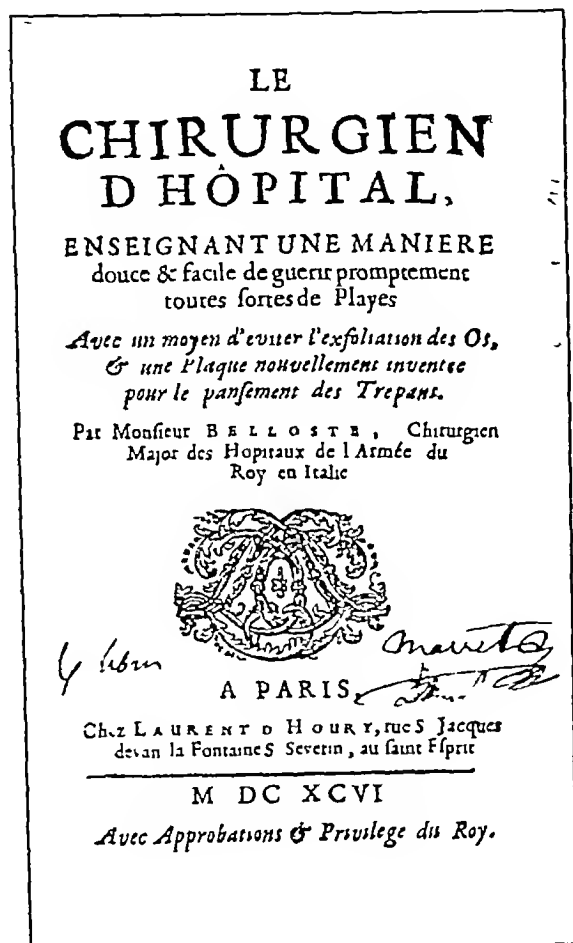 LE
CHIRURGIEN
D HÔPITAL,
ENSEIGNANT UNE MANIERE
douce & facile de guerir promptement
toutes sortes de Playes
Avec un moyen d'eviter l'exfoliation des Os,
& une Plaque nouvellement inventée
pour le pansement des Trepans.
Par Monsieur BELLOSTE, Chirurgien
Major des Hopitaux de l Armée du
Roy en Italie
A PARIS,
Chez LAURENT D HOURY, rue S Jacques
devan la Fontaine S Severin, au saint Esprit
M DC XCVI
Avec Approbations & Privilege du Roy.